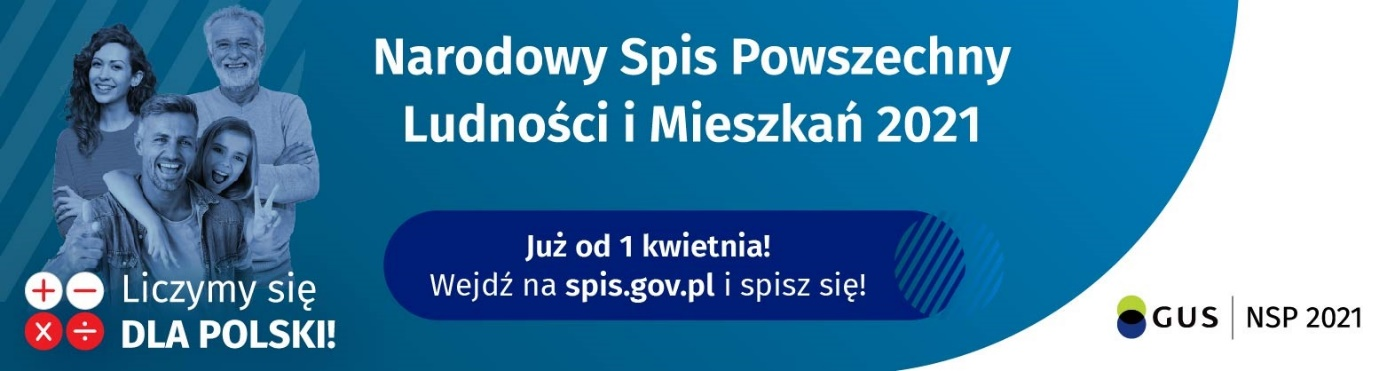 Narodowy Spis Powszechny
Ludności i Mieszkań 2021
Już od 1 kwietnia!
Wejdź na spis.gov.pl i spisz się!
+ −
× ÷
Liczymy się
DLA POLSKI!
GUS | NSP 2021